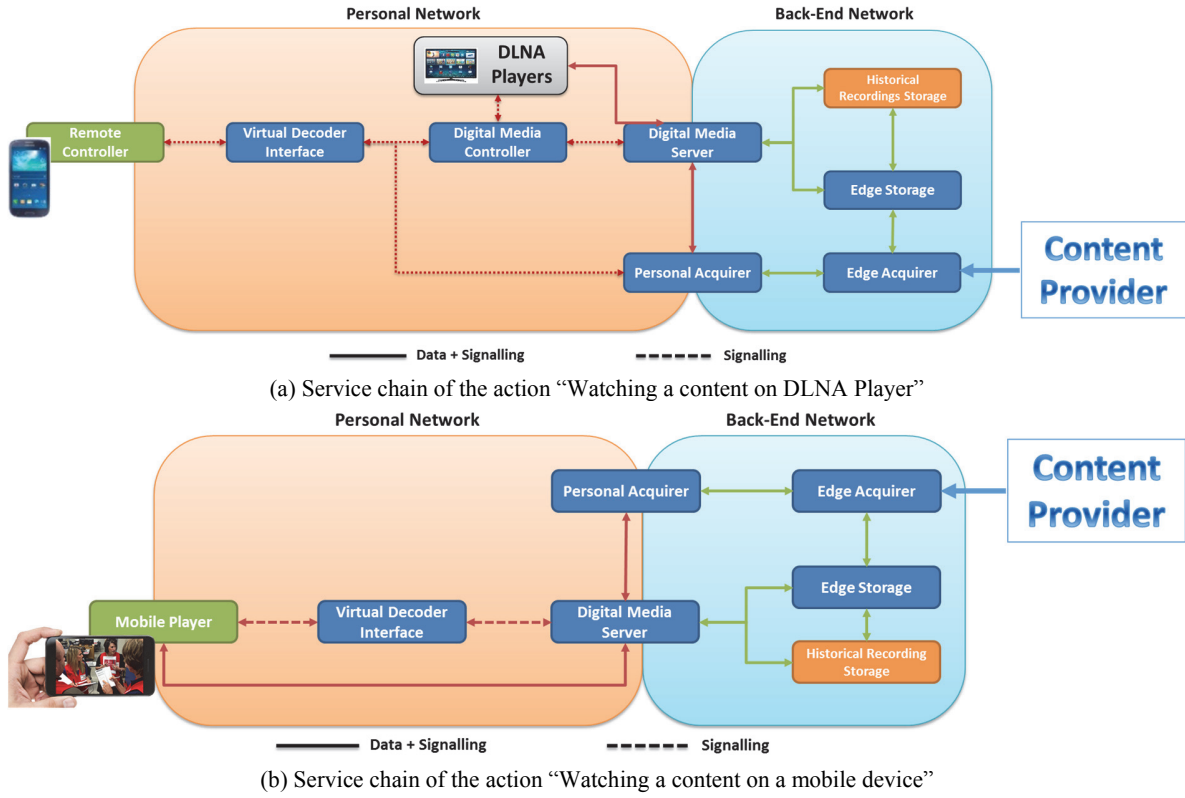 Personal Network
Back-End Network
DLNA
Players
Historical
Recordings Storage
Remote
Controller
Virtual Decoder
Interface
Digital Media
Controller
Digital Media
Server
Edge Storage
Personal Acquirer
Edge Acquirer
Content
Provider
Data + Signalling
Signalling
(a) Service chain of the action “Watching a content on DLNA Player”
Personal Network
Back-End Network
Personal Acquirer
Edge Acquirer
Content
Provider
Edge Storage
Mobile Player
Virtual Decoder
Interface
Digital Media
Server
Historical Recording
Storage
Data + Signalling
Signalling
(b) Service chain of the action “Watching a content on a mobile device”